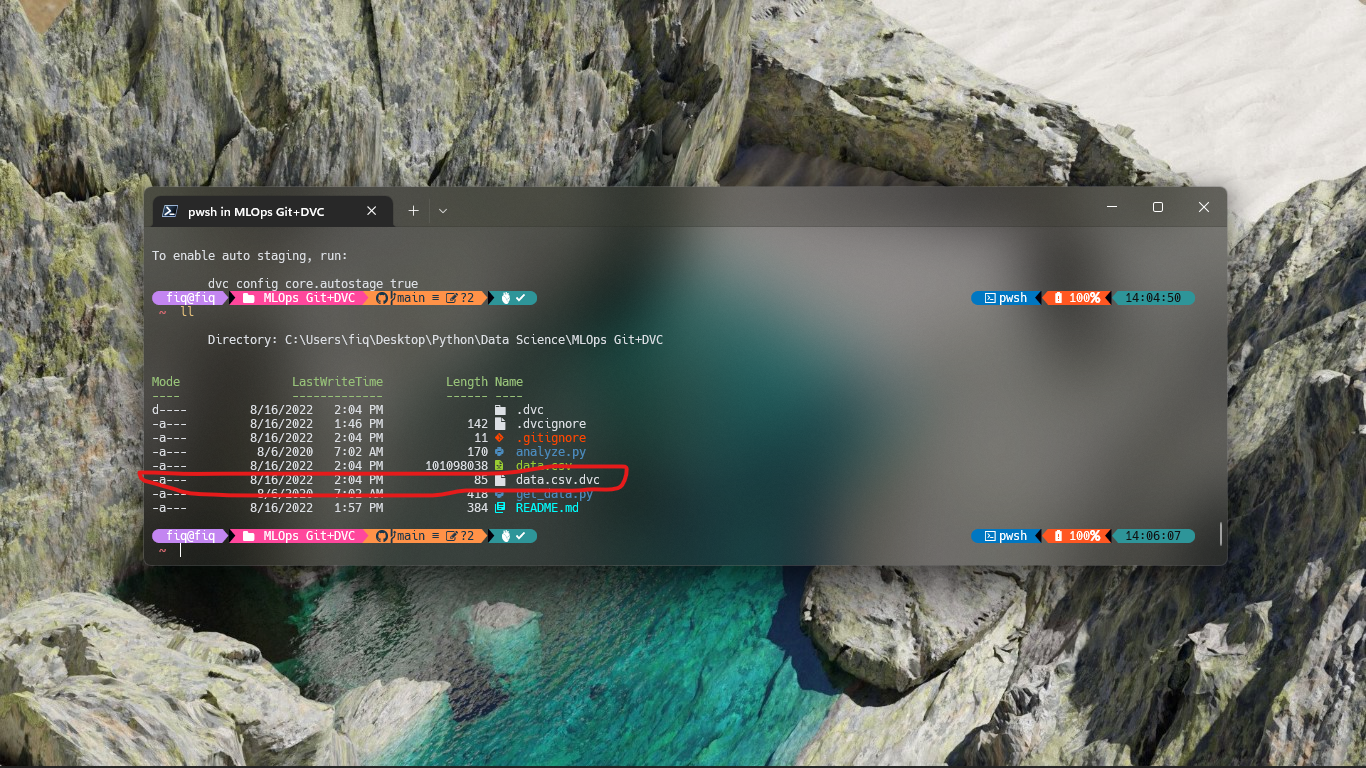 pwsh in MLOps Git+DVC
To enable auto staging, run:
dvc config core.autostage true
fiq@fiq MLOps Git+DVC main ≡ ?2 pwsh 100% 14:04:50
~ ll
Directory: C:\Users\fiq\Desktop\Python\Data Science\MLOps Git+DVC
Mode LastWriteTime Length Name
---- ------------- ------ ----
d---- 8/16/2022 2:04 PM .dvc
-a--- 8/16/2022 1:46 PM 142 .dvcignore
-a--- 8/16/2022 2:04 PM 11 .gitignore
-a--- 8/6/2020 7:02 AM 170 analyze.py
-a--- 8/16/2022 2:04 PM 101098038 data.csv
-a--- 8/16/2022 2:04 PM 85 data.csv.dvc
-a--- 8/6/2020 7:02 AM 418 get_data.py
-a--- 8/16/2022 1:57 PM 384 README.md
fiq@fiq MLOps Git+DVC main ≡ ?2 pwsh 100% 14:06:07
~